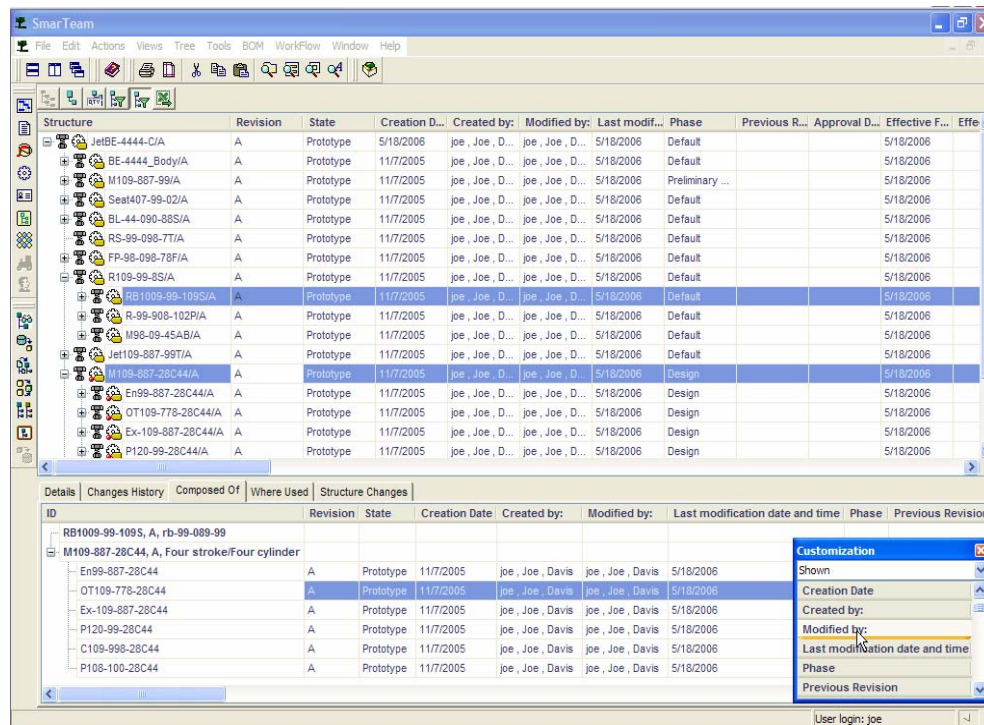 SmarTeam
File Edit Actions Views Tree Tools BOM WorkFlow Window Help
Structure Revision State Creation D... Created by: Modified by: Last modif... Phase Previous R... Approval D... Effective F... Effe
JetBE-4444-C/A A Prototype 5/18/2006 joe , Joe , D... joe , Joe , D... 5/18/2006 Default 5/18/2006
BE-4444_Body/A A Prototype 11/7/2005 joe , Joe , D... joe , Joe , D... 5/18/2006 Default 5/18/2006
M109-887-99/A A Prototype 11/7/2005 joe , Joe , D... joe , Joe , D... 5/18/2006 Preliminary ... 5/18/2006
Seat407-99-02/A A Prototype 11/7/2005 joe , Joe , D... joe , Joe , D... 5/18/2006 Default 5/18/2006
BL-44-090-88S/A A Prototype 11/7/2005 joe , Joe , D... joe , Joe , D... 5/18/2006 Default 5/18/2006
RS-99-098-7T/A A Prototype 11/7/2005 joe , Joe , D... joe , Joe , D... 5/18/2006 Default 5/18/2006
FP-98-098-78F/A A Prototype 11/7/2005 joe , Joe , D... joe , Joe , D... 5/18/2006 Default 5/18/2006
R109-99-8S/A A Prototype 11/7/2005 joe , Joe , D... joe , Joe , D... 5/18/2006 Default 5/18/2006
RB1009-99-109S/A A Prototype 11/7/2005 joe , Joe , D... joe , Joe , D... 5/18/2006 Default 5/18/2006
R-99-908-102P/A A Prototype 11/7/2005 joe , Joe , D... joe , Joe , D... 5/18/2006 Default 5/18/2006
M98-09-45AB/A A Prototype 11/7/2005 joe , Joe , D... joe , Joe , D... 5/18/2006 Default 5/18/2006
Jet109-887-99T/A A Prototype 11/7/2005 joe , Joe , D... joe , Joe , D... 5/18/2006 Default 5/18/2006
M109-887-28C44/A A Prototype 11/7/2005 joe , Joe , D... joe , Joe , D... 5/18/2006 Design 5/18/2006
En99-887-28C44/A A Prototype 11/7/2005 joe , Joe , D... joe , Joe , D... 5/18/2006 Design 5/18/2006
OT109-778-28C44/A A Prototype 11/7/2005 joe , Joe , D... joe , Joe , D... 5/18/2006 Design 5/18/2006
Ex-109-887-28C44/A A Prototype 11/7/2005 joe , Joe , D... joe , Joe , D... 5/18/2006 Design 5/18/2006
P120-99-28C44/A A Prototype 11/7/2005 joe , Joe , D... joe , Joe , D... 5/18/2006 Design 5/18/2006
Details Changes History Composed Of Where Used Structure Changes
ID Revision State Creation Date Created by: Modified by: Last modification date and time Phase Previous Revision
RB1009-99-109S, A, rb-99-089-99
M109-887-28C44, A, Four stroke/Four cylinder
En99-887-28C44 A Prototype 11/7/2005 joe , Joe , Davis joe , Joe , Davis 5/18/2006
OT109-778-28C44 A Prototype 11/7/2005 joe , Joe , Davis joe , Joe , Davis 5/18/2006
Ex-109-887-28C44 A Prototype 11/7/2005 joe , Joe , Davis joe , Joe , Davis 5/18/2006
P120-99-28C44 A Prototype 11/7/2005 joe , Joe , Davis joe , Joe , Davis 5/18/2006
C109-998-28C44 A Prototype 11/7/2005 joe , Joe , Davis joe , Joe , Davis 5/18/2006
P108-100-28C44 A Prototype 11/7/2005 joe , Joe , Davis joe , Joe , Davis 5/18/2006
Customization
Shown
Creation Date
Created by:
Modified by:
Last modification date and time
Phase
Previous Revision
User login: joe